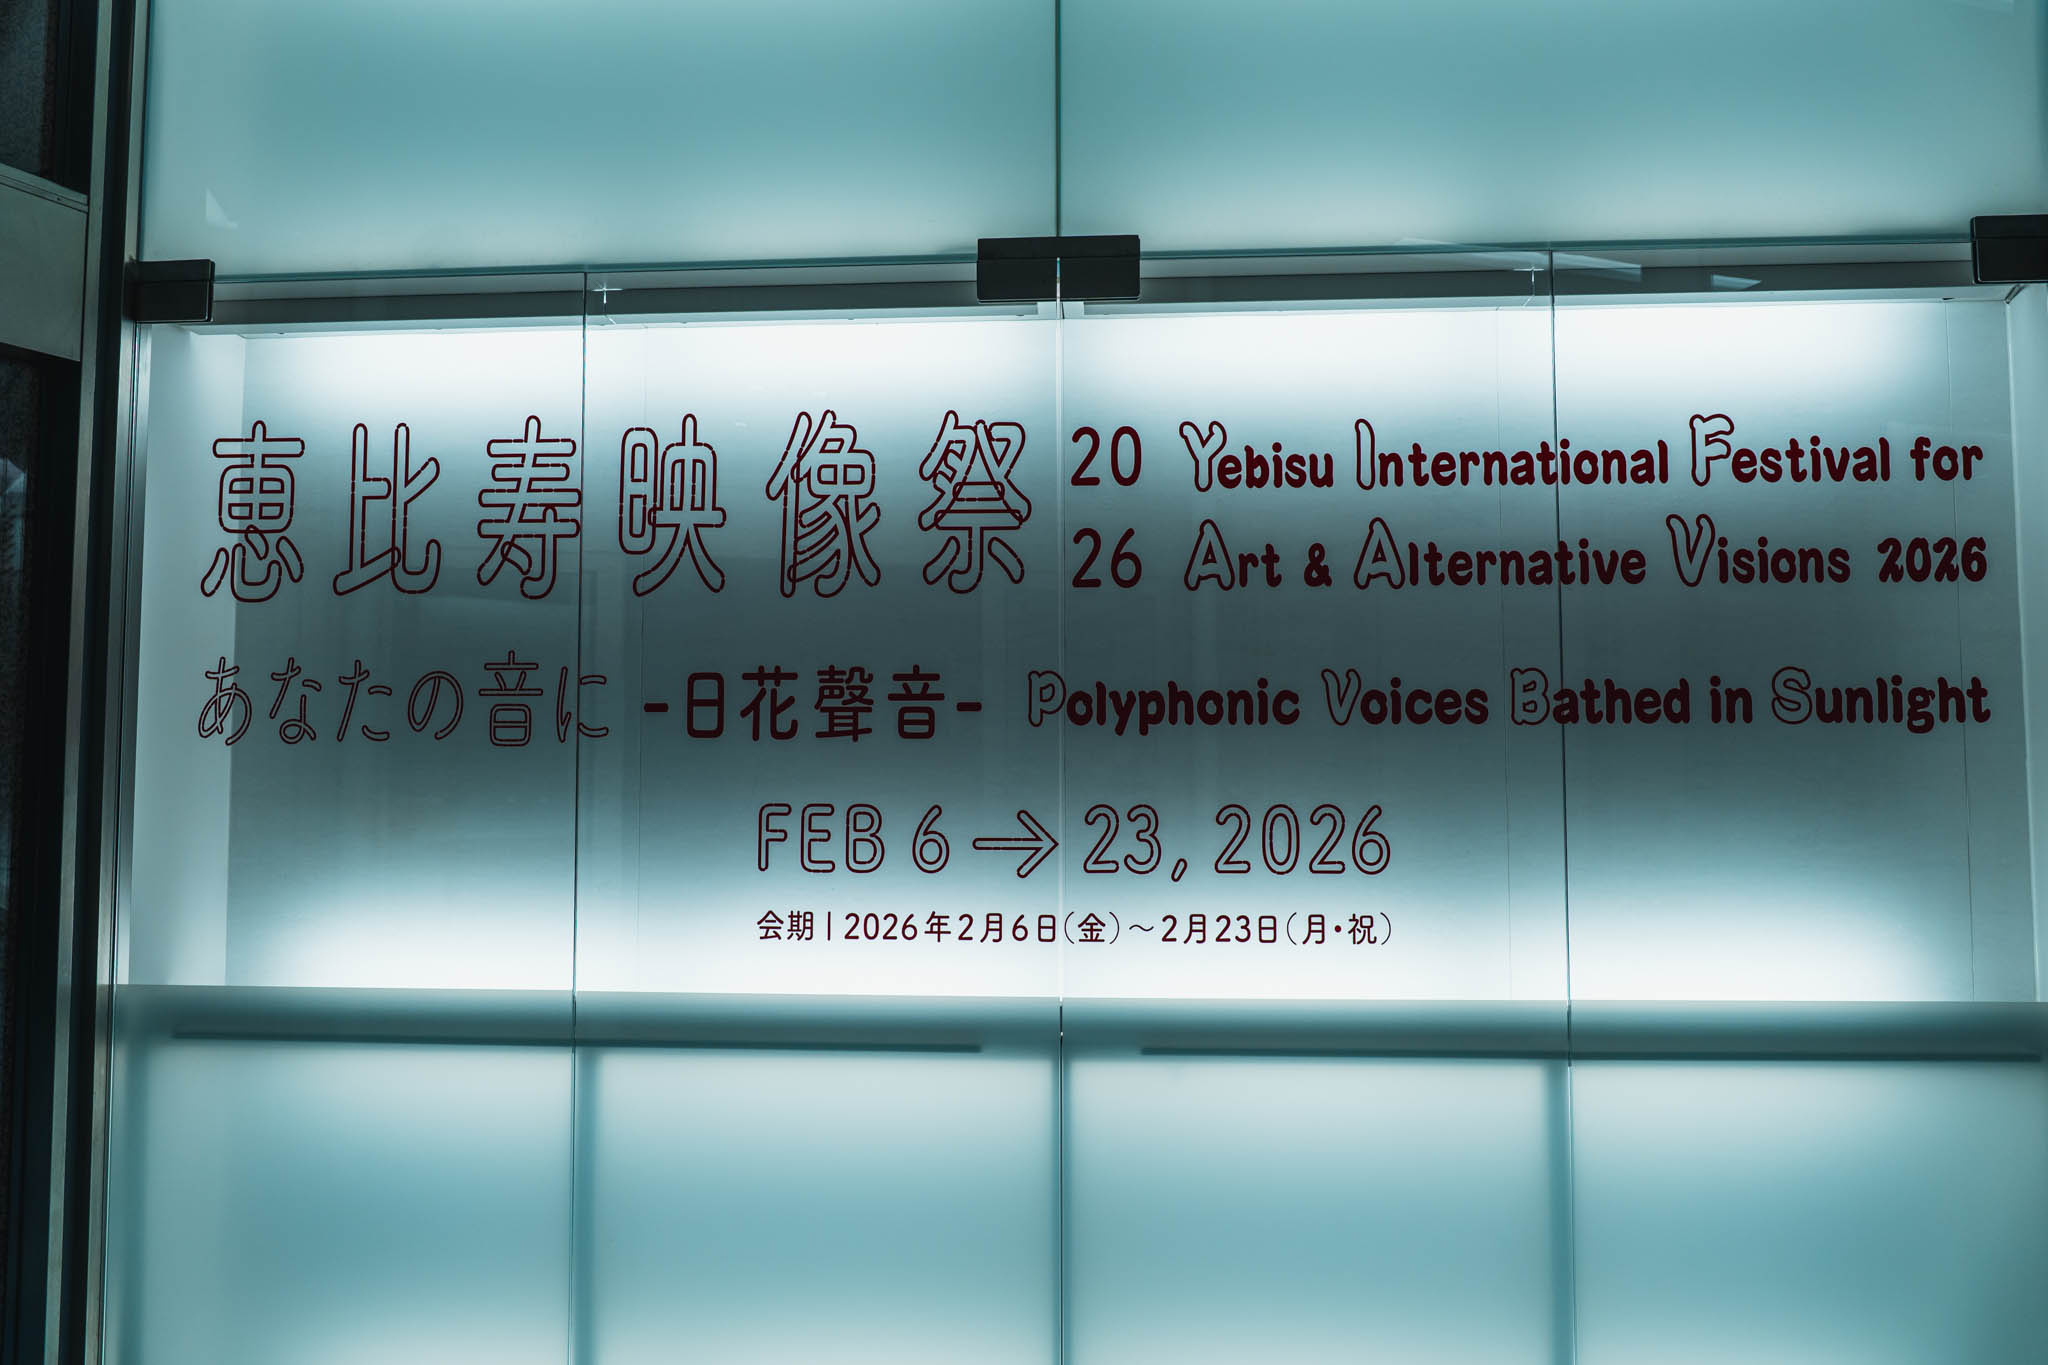 恵比寿映像祭 20 Yebisu International Festival for
26 Art & Alternative Visions 2026
あなたの音に -日花聲音- Polyphonic Voices Bathed in Sunlight
FEB 6 → 23, 2026
会期 | 2026年2月6日(金)～2月23日(月・祝)